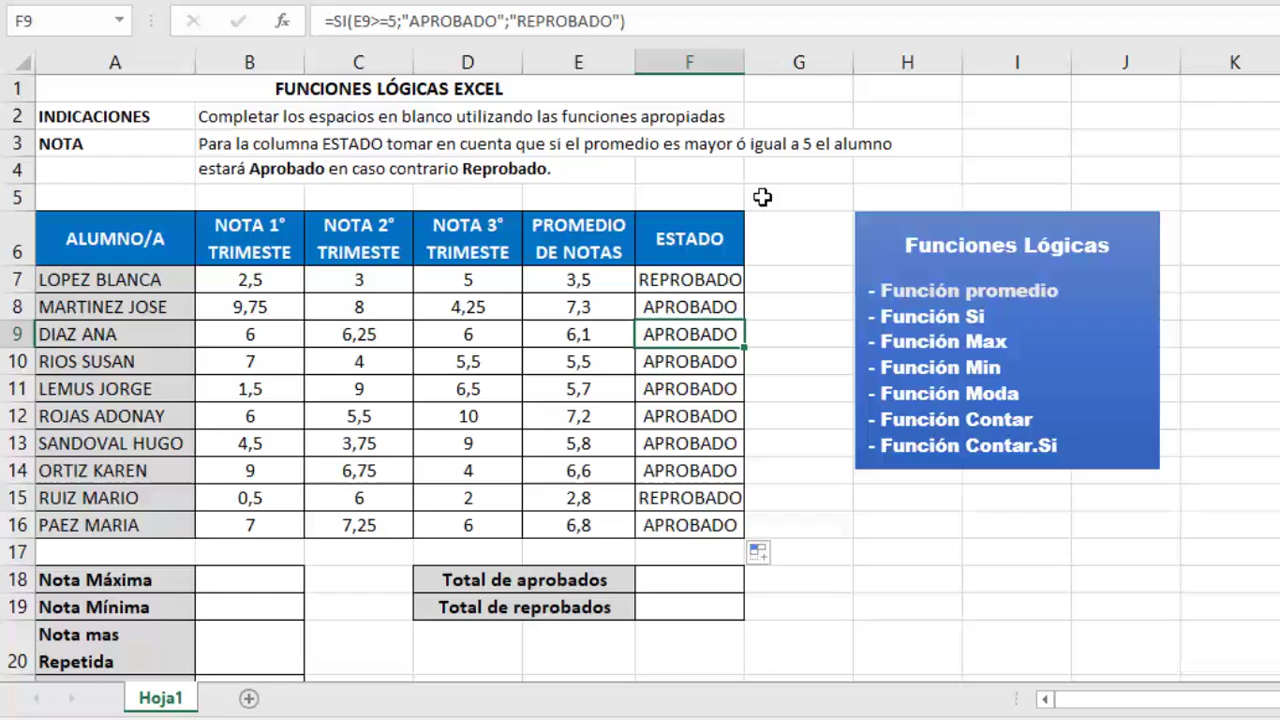 F9 fx =SI(E9>=5;"APROBADO";"REPROBADO")
A B C D E F G H I J K
1 FUNCIONES LÓGICAS EXCEL
2 INDICACIONES Completar los espacios en blanco utilizando las funciones apropiadas
3 NOTA Para la columna ESTADO tomar en cuenta que si el promedio es mayor ó igual a 5 el alumno
4 estará Aprobado en caso contrario Reprobado.
5
NOTA 1° NOTA 2° NOTA 3° PROMEDIO
6 ALUMNO/A TRIMESTRE TRIMESTRE TRIMESTRE DE NOTAS ESTADO
7 LOPEZ BLANCA 2,5 3 5 3,5 REPROBADO
8 MARTINEZ JOSE 9,75 8 4,25 7,3 APROBADO
9 DIAZ ANA 6 6,25 6 6,1 APROBADO
10 RIOS SUSAN 7 4 5,5 5,5 APROBADO
11 LEMUS JORGE 1,5 9 6,5 5,7 APROBADO
12 ROJAS ADONAY 6 5,5 10 7,2 APROBADO
13 SANDOVAL HUGO 4,5 3,75 9 5,8 APROBADO
14 ORTIZ KAREN 9 6,75 4 6,6 APROBADO
15 RUIZ MARIO 0,5 6 2 2,8 REPROBADO
16 PAEZ MARIA 7 7,25 6 6,8 APROBADO
17
18 Nota Máxima Total de aprobados
19 Nota Mínima Total de reprobados
Nota mas
20 Repetida
Funciones Lógicas
- Función promedio
- Función Si
- Función Max
- Función Min
- Función Moda
- Función Contar
- Función Contar.Si
Hoja1